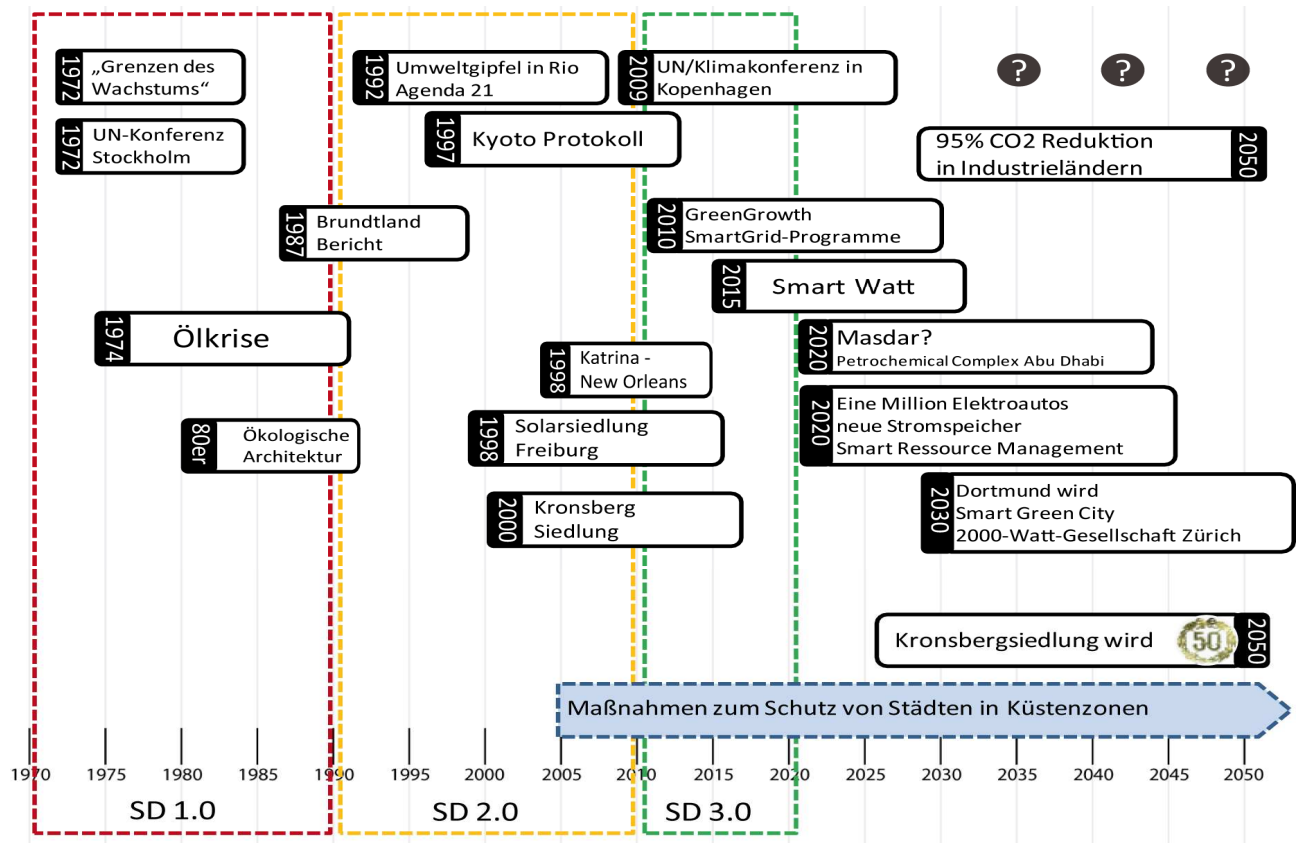 1972
„Grenzen des
Wachstums“
1992
Umweltgipfel in Rio
Agenda 21
2009
UN/Klimakonferenz in
Kopenhagen
?
?
?
1972
UN-Konferenz
Stockholm
1997
Kyoto Protokoll
95% CO2 Reduktion
in Industrieländern
2050
1987
Brundtland
Bericht
2010
GreenGrowth
SmartGrid-Programme
2015
Smart Watt
1974
Ölkrise
1998
Katrina -
New Orleans
2020
Masdar?
Petrochemical Complex Abu Dhabi
80er
Ökologische
Architektur
1998
Solarsiedlung
Freiburg
2020
Eine Million Elektroautos
neue Stromspeicher
Smart Ressource Management
2000
Kronsberg
Siedlung
2030
Dortmund wird
Smart Green City
2000-Watt-Gesellschaft Zürich
Kronsbergsiedlung wird
50
2050
Maßnahmen zum Schutz von Städten in Küstenzonen
1970 1975 1980 1985 1990 1995 2000 2005 2010 2015 2020 2025 2030 2035 2040 2045 2050
SD 1.0
SD 2.0
SD 3.0